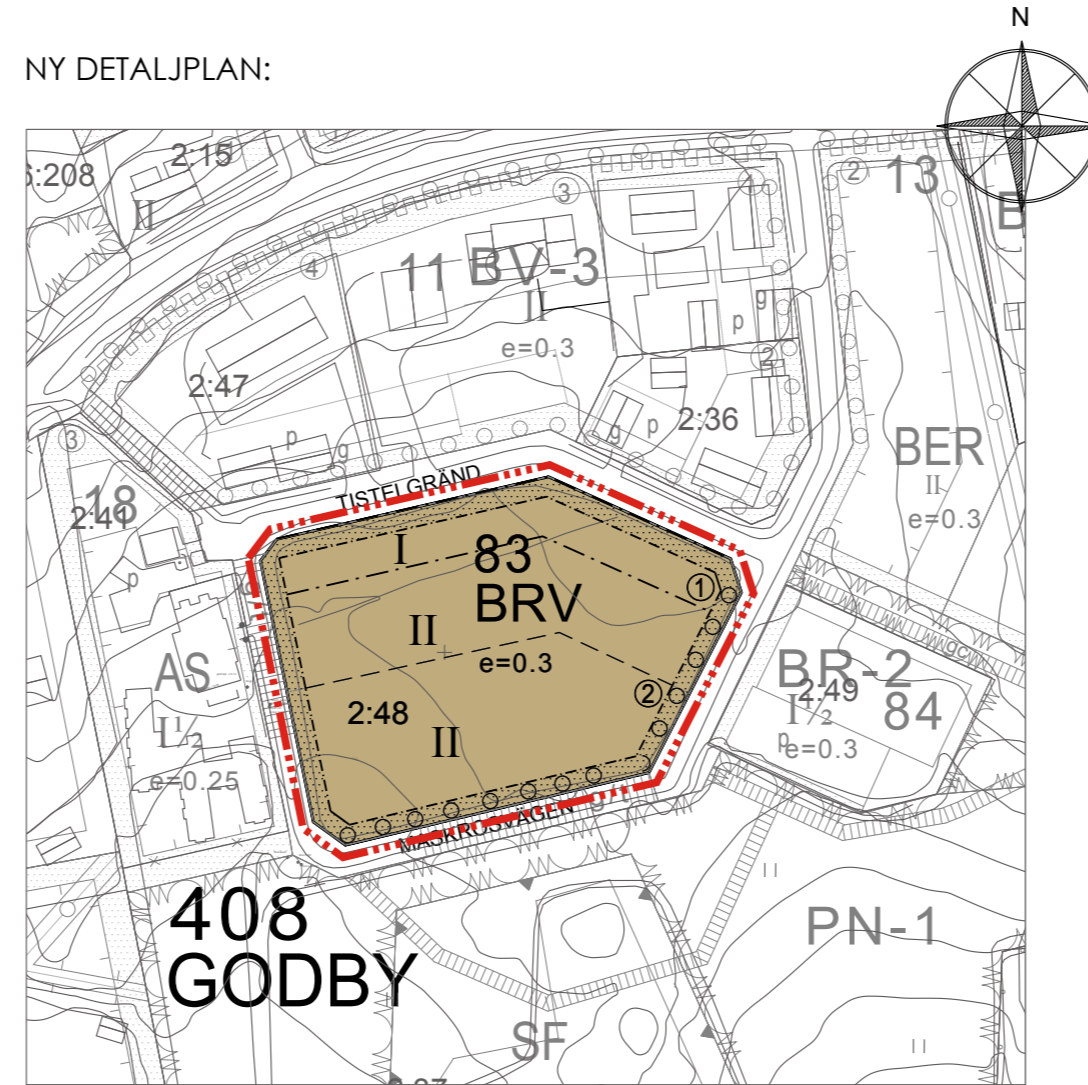 N
NY DETALJPLAN:
2:15
13
II
2
3
4
11 BV-3
II
e=0.3
g
p
2
2:47
2:36
g
p
p
g
BER
II
e=0.3
3
18
2:41
p
TISTELGRÄND
I
83
BRV
1
II
e=0.3
AS
I½
e=0.25
2:48
II
2
BR-2
2:49
I½
84
p
e=0.3
gc
MASKROSVÄGEN
408
GODBY
PN-1
SF